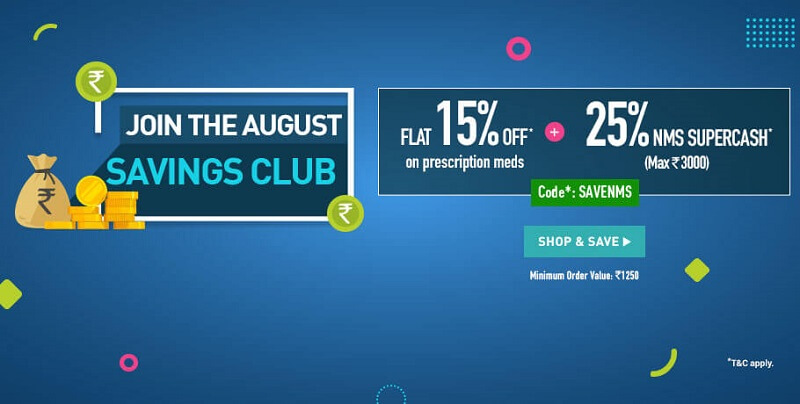 JOIN THE AUGUST
SAVINGS CLUB
₹
₹
₹
FLAT 15% OFF* + 25% NMS SUPERCASH*
on prescription meds
(Max ₹ 3000)
Code*: SAVENMS
SHOP & SAVE ▶
Minimum Order Value: ₹1250
*T&C apply.